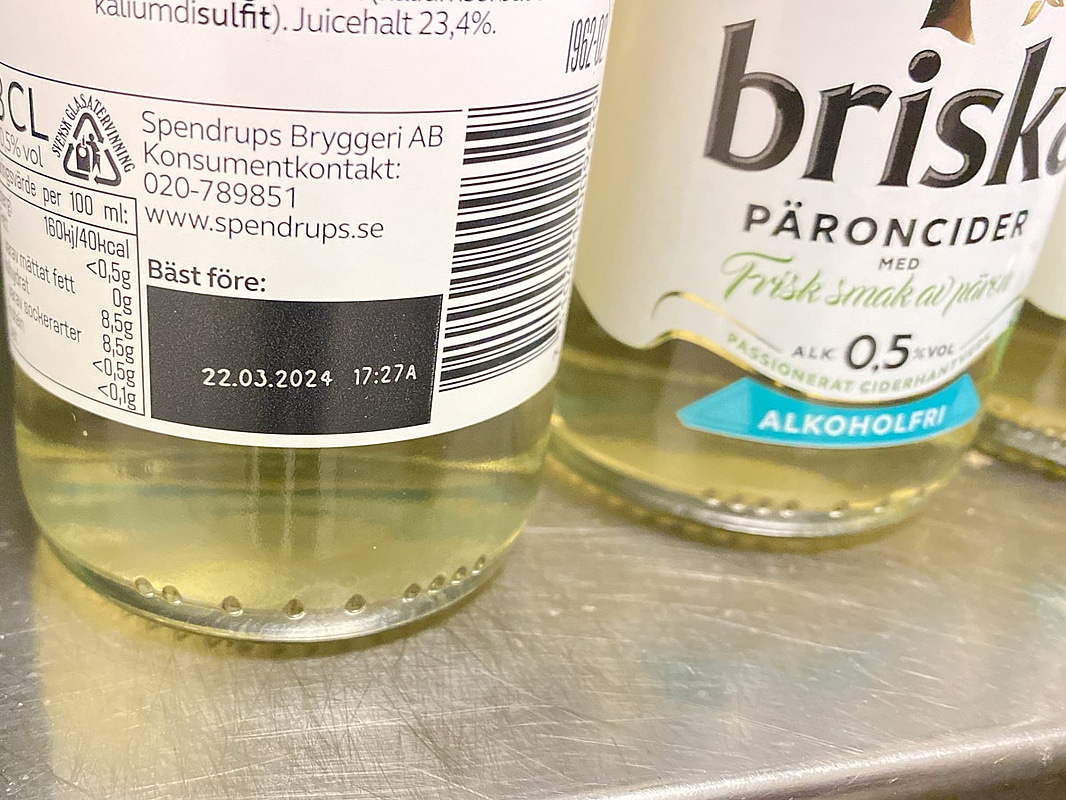 kaliumdisulfit). Juicehalt 23,4%.
CL
0,5% vol
SVENSK GLASÅTERVINNING
Spendrups Bryggeri AB
Konsumentkontakt:
020-789851
www.spendrups.se
per 100 ml:
160kj/40kcal
<0,5g
mättat fett
0g
8,5g
sockerarter
8,5g
<0,5g
<0,1g
Bäst före:
22.03.2024 17:27A
1962-02
brisk
PÄRONCIDER
MED
Frisk smak av päron
ALK 0,5%VOL
PASSIONERAT
ALKOHOLFRI